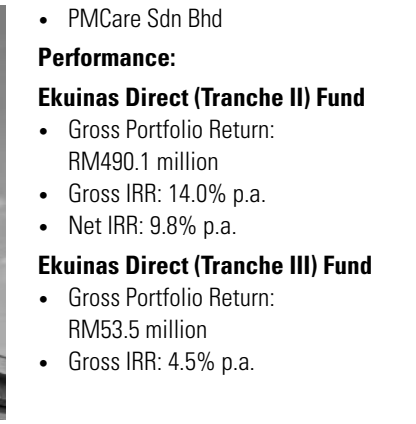 • PMCare Sdn Bhd
Performance:
Ekuinas Direct (Tranche II) Fund
• Gross Portfolio Return:
RM490.1 million
• Gross IRR: 14.0% p.a.
• Net IRR: 9.8% p.a.
Ekuinas Direct (Tranche III) Fund
• Gross Portfolio Return:
RM53.5 million
• Gross IRR: 4.5% p.a.